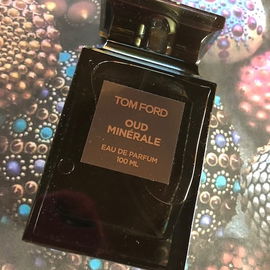 TOM FORD
OUD
MINÉRALE
EAU DE PARFUM
100 ML